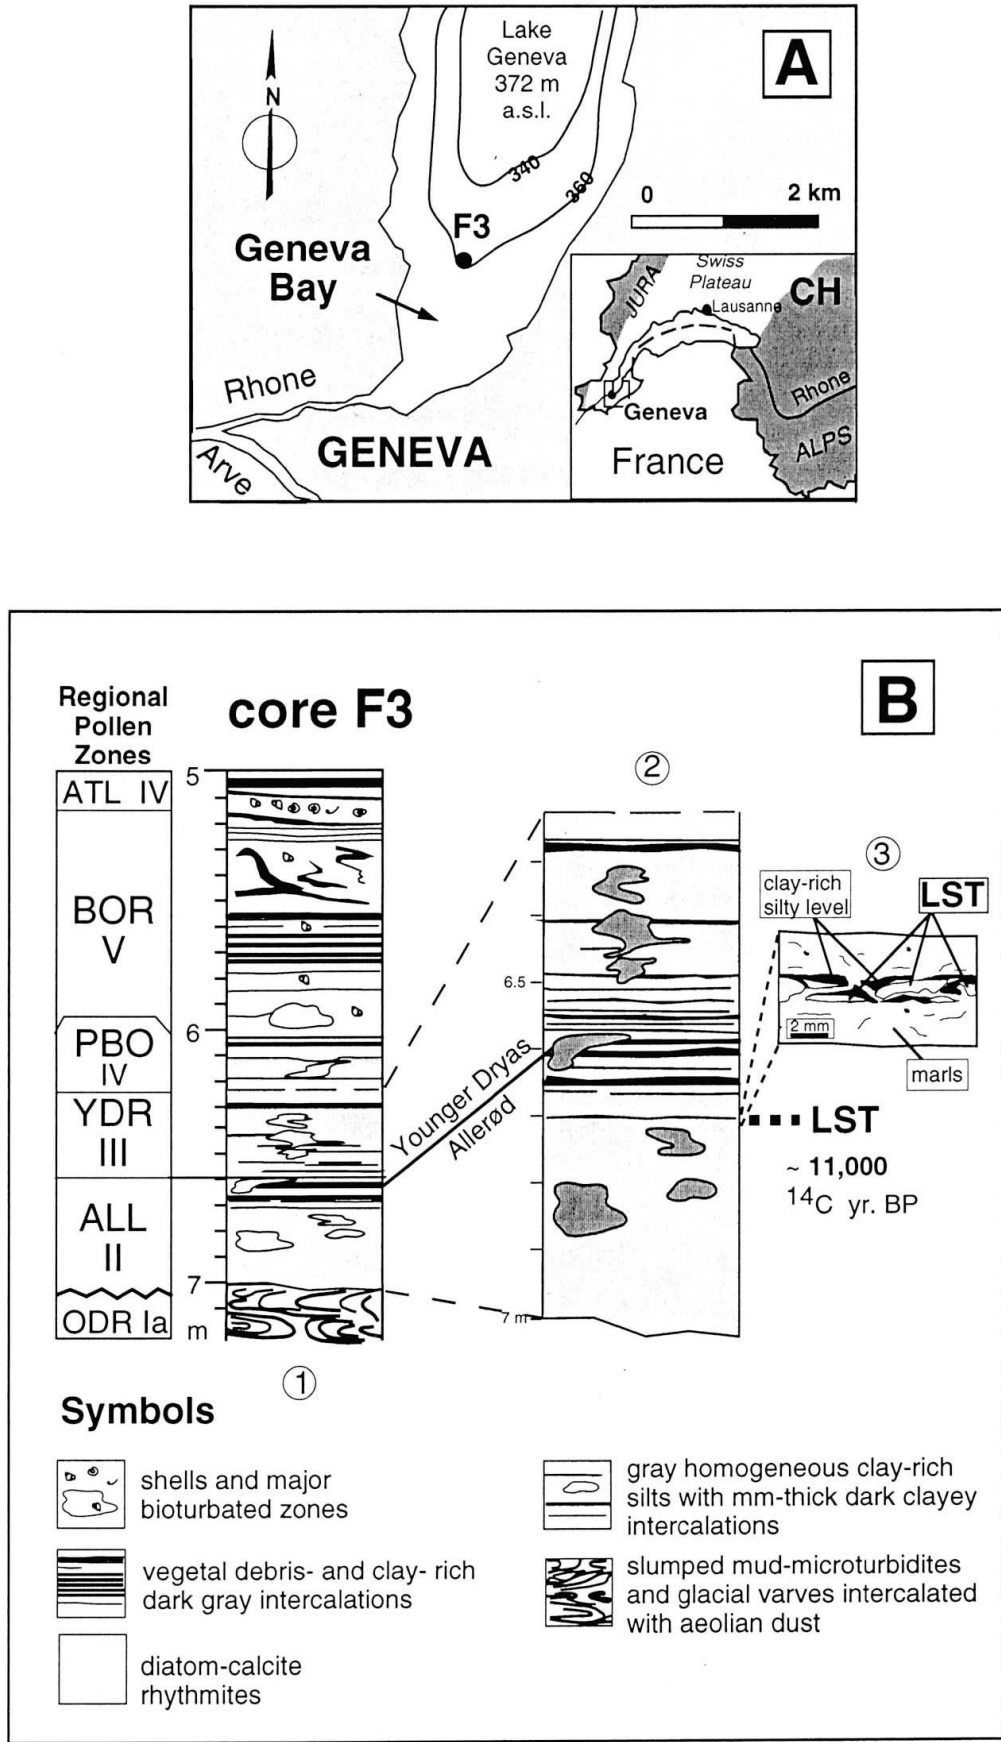 Lake
Geneva
372 m
a.s.l.
A
N
340
360
F3
0 2 km
Geneva
Bay
Rhone
GENEVA
Arve
Swiss
Plateau
JURA
CH
Lausanne
Geneva
Rhone
ALPS
France
B
Regional
Pollen
Zones
core F3
ATL IV
BOR
V
PBO
IV
YDR
III
ALL
II
ODR Ia
5
6
7
m
1
Younger Dryas
Allerød
2
6.5
7 m
3
clay-rich
silty level
LST
2 mm
marls
LST
~ 11,000
14C yr. BP
Symbols
shells and major
bioturbated zones
vegetal debris- and clay- rich
dark gray intercalations
diatom-calcite
rhythmites
gray homogeneous clay-rich
silts with mm-thick dark clayey
intercalations
slumped mud-microturbidites
and glacial varves intercalated
with aeolian dust